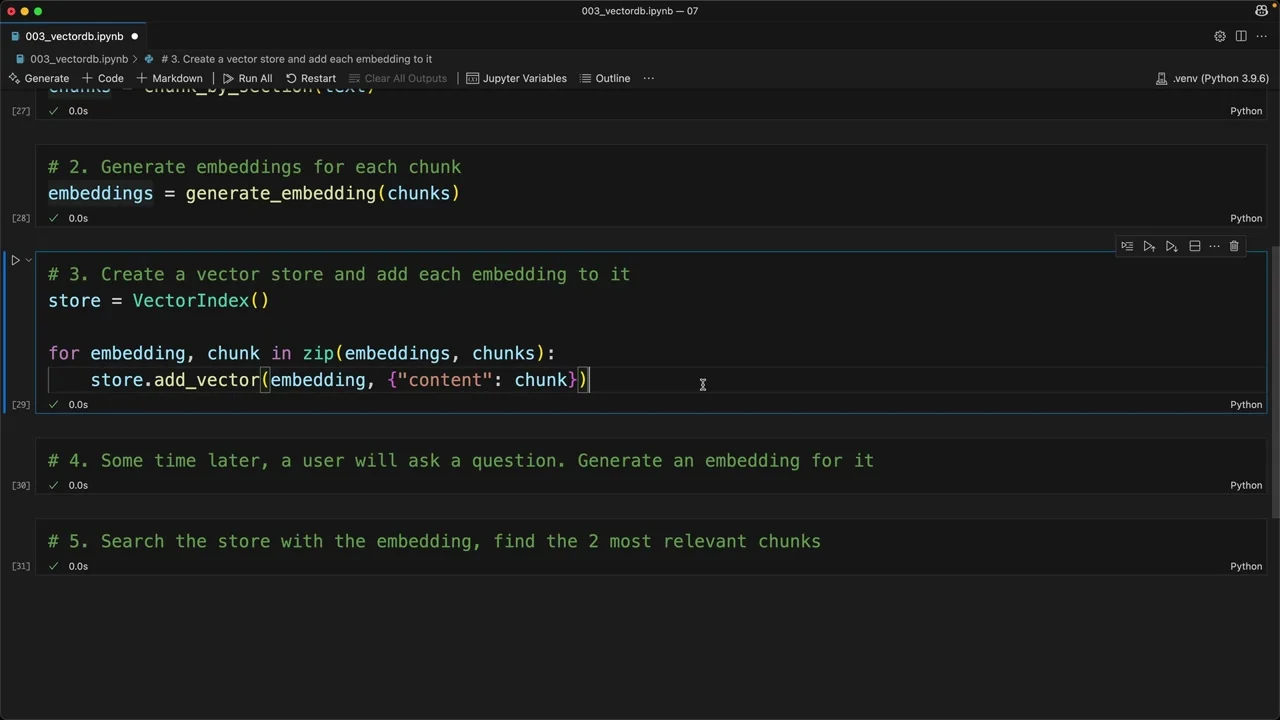 003_vectordb.ipynb — 07
003_vectordb.ipynb
003_vectordb.ipynb > # 3. Create a vector store and add each embedding to it
Generate + Code + Markdown Run All Restart Clear All Outputs Jupyter Variables Outline ... .venv (Python 3.9.6)
chunks = chunk_by_section(text)
[27] 0.0s Python
# 2. Generate embeddings for each chunk
embeddings = generate_embedding(chunks)
[28] 0.0s Python
# 3. Create a vector store and add each embedding to it
store = VectorIndex()
for embedding, chunk in zip(embeddings, chunks):
    store.add_vector(embedding, {"content": chunk})
[29] 0.0s Python
# 4. Some time later, a user will ask a question. Generate an embedding for it
[30] 0.0s Python
# 5. Search the store with the embedding, find the 2 most relevant chunks
[31] 0.0s Python